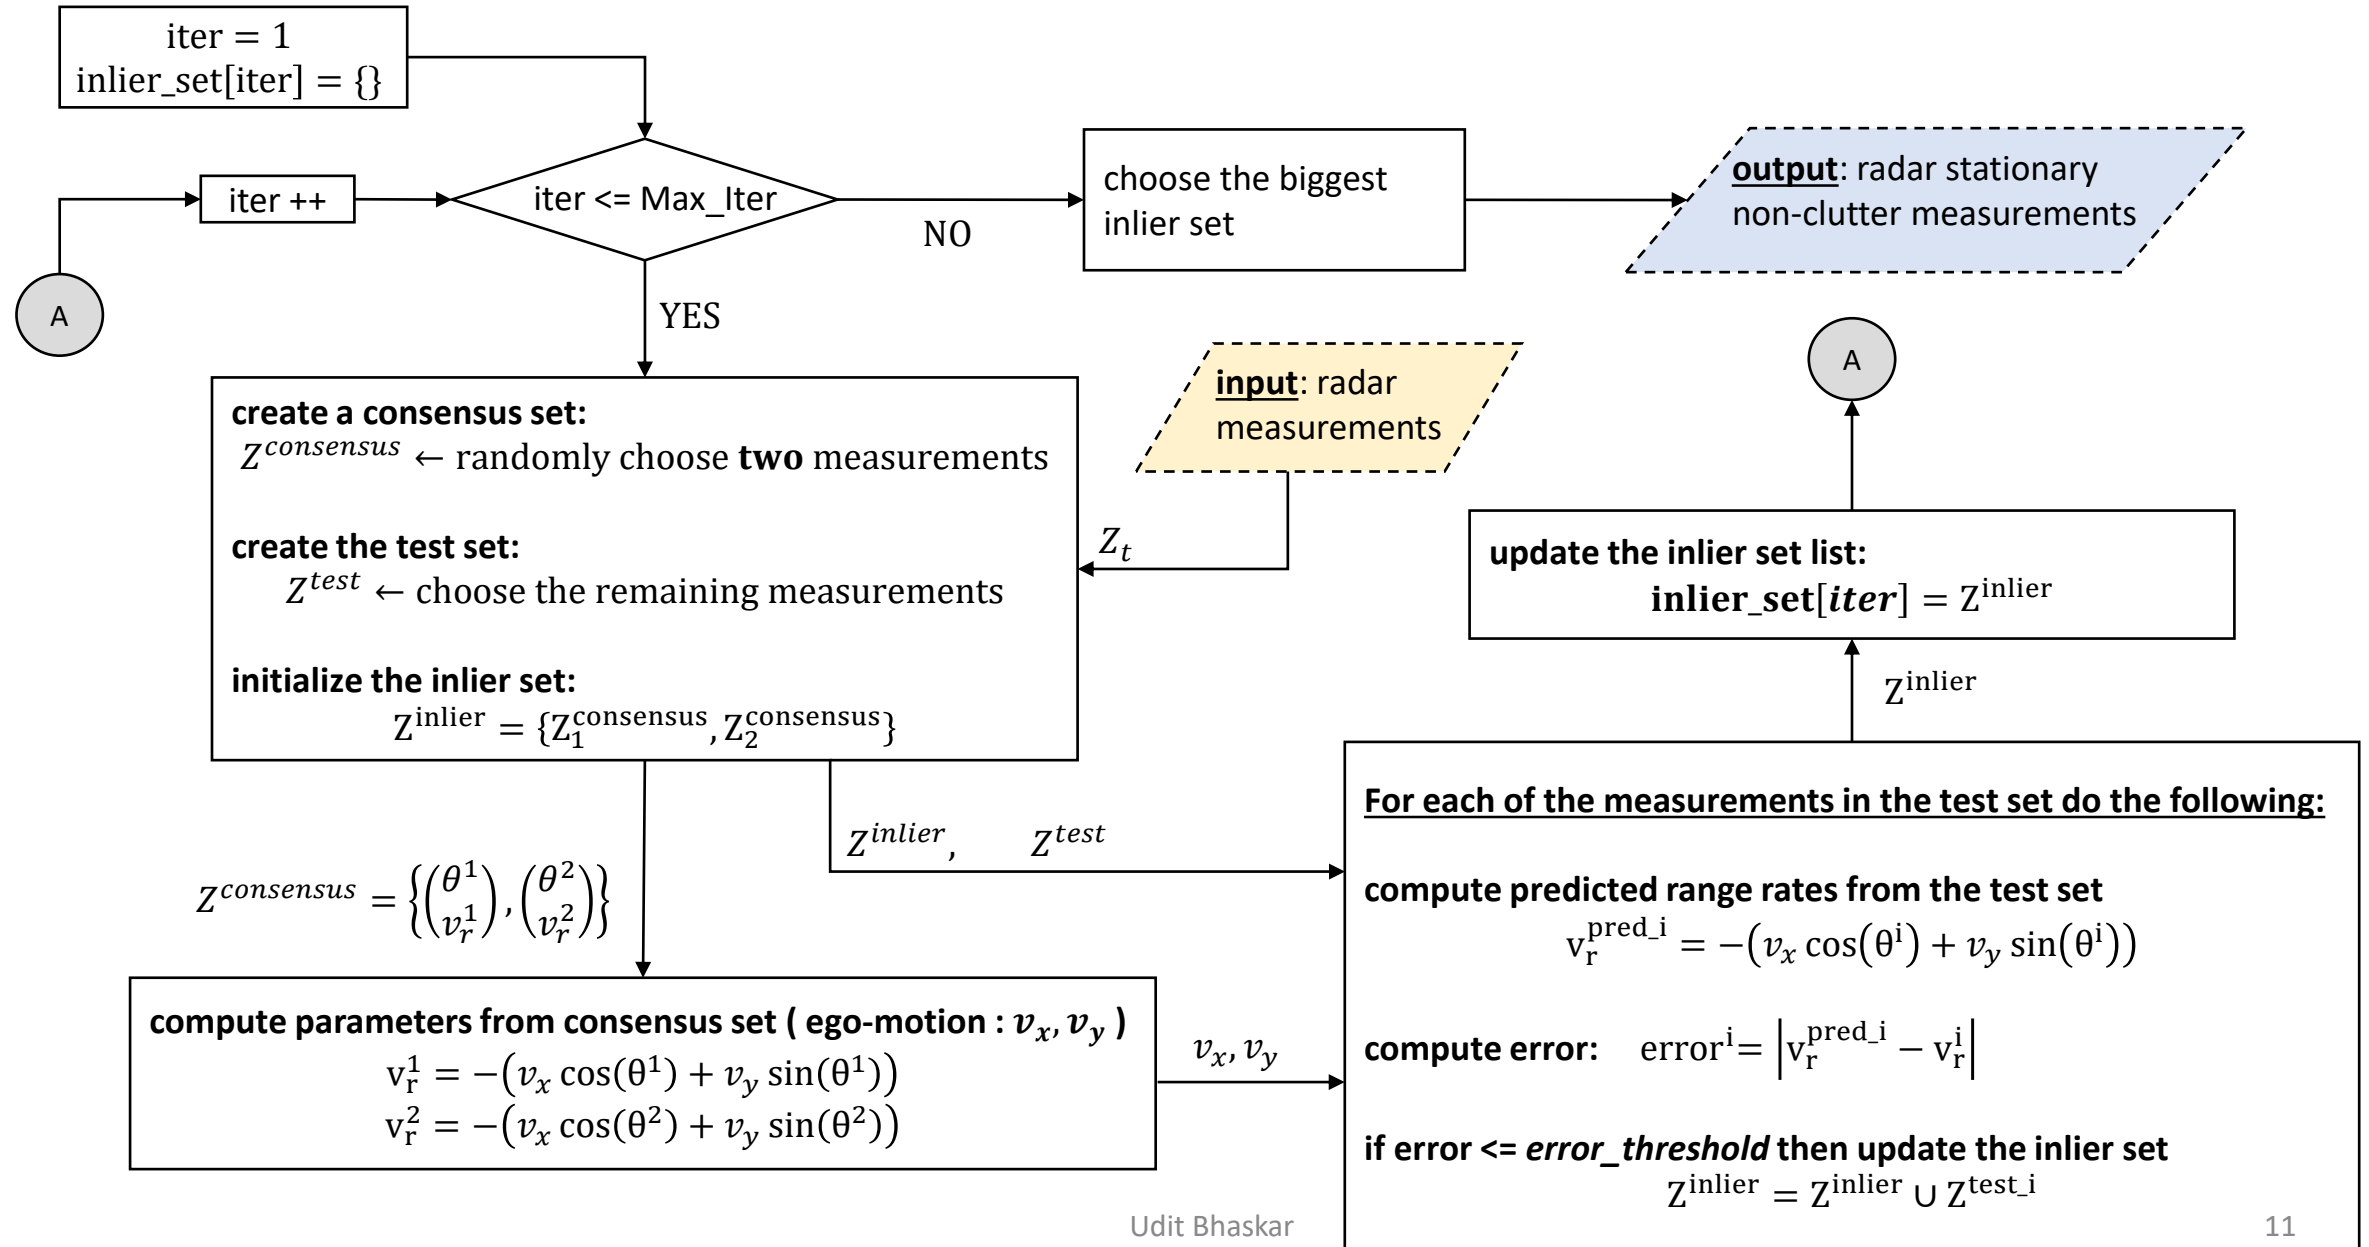 iter = 1
inlier_set[iter] = {}
iter ++
iter <= Max_Iter
NO
YES
choose the biggest
inlier set
output: radar stationary
non-clutter measurements
A
A
input: radar
measurements
Z_t
create a consensus set:
Z^consensus ← randomly choose two measurements
create the test set:
Z^test ← choose the remaining measurements
initialize the inlier set:
Z^inlier = {Z_1^consensus, Z_2^consensus}
update the inlier set list:
inlier_set[iter] = Z^inlier
Z^inlier
Z^inlier, Z^test
Z^consensus = {(θ^1 v_r^1), (θ^2 v_r^2)}
compute parameters from consensus set ( ego-motion : v_x, v_y )
v_r^1 = −(v_x cos(θ^1) + v_y sin(θ^1))
v_r^2 = −(v_x cos(θ^2) + v_y sin(θ^2))
v_x, v_y
For each of the measurements in the test set do the following:
compute predicted range rates from the test set
v_r^pred_i = −(v_x cos(θ^i) + v_y sin(θ^i))
compute error: error^i = |v_r^pred_i − v_r^i|
if error <= error_threshold then update the inlier set
Z^inlier = Z^inlier ∪ Z^test_i
Udit Bhaskar
11